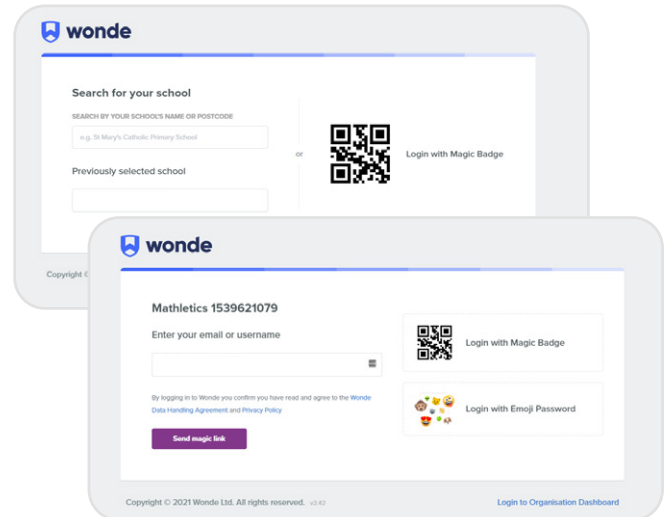 wonde
Search for your school
SEARCH BY YOUR SCHOOL'S NAME OR POSTCODE
e.g. St Mary's Catholic Primary School
or
Login with Magic Badge
Previously selected school
Copyright ©
wonde
Mathletics 1539621079
Enter your email or username
Login with Magic Badge
By logging in to Wonde you confirm you have read and agree to the Wonde
Data Handling Agreement and Privacy Policy
Login with Emoji Password
Send magic link
Copyright © 2021 Wonde Ltd. All rights reserved. v3.43
Login to Organisation Dashboard